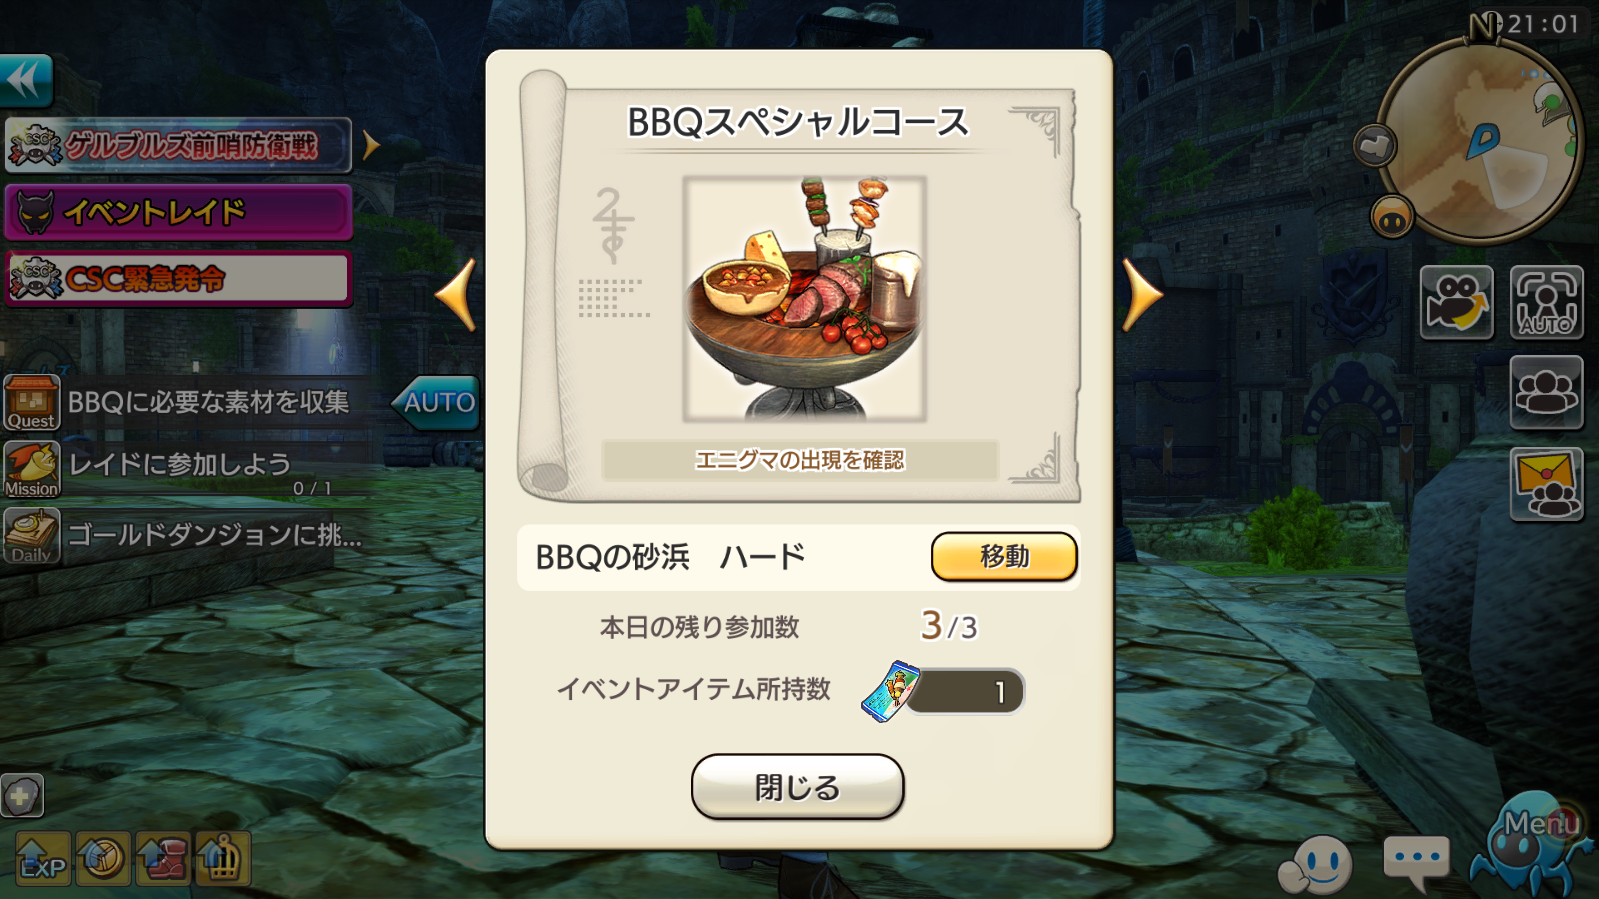 N
21:01
CSC
ゲルブルズ前哨防衛戦
イベントレイド
CSC
CSC緊急発令
Quest
BBQに必要な素材を収集
AUTO
Mission
レイドに参加しよう
0/1
Daily
ゴールドダンジョンに挑...
EXP
BBQスペシャルコース
エニグマの出現を確認
BBQの砂浜　ハード
移動
本日の残り参加数
3/3
イベントアイテム所持数
1
閉じる
AUTO
Menu